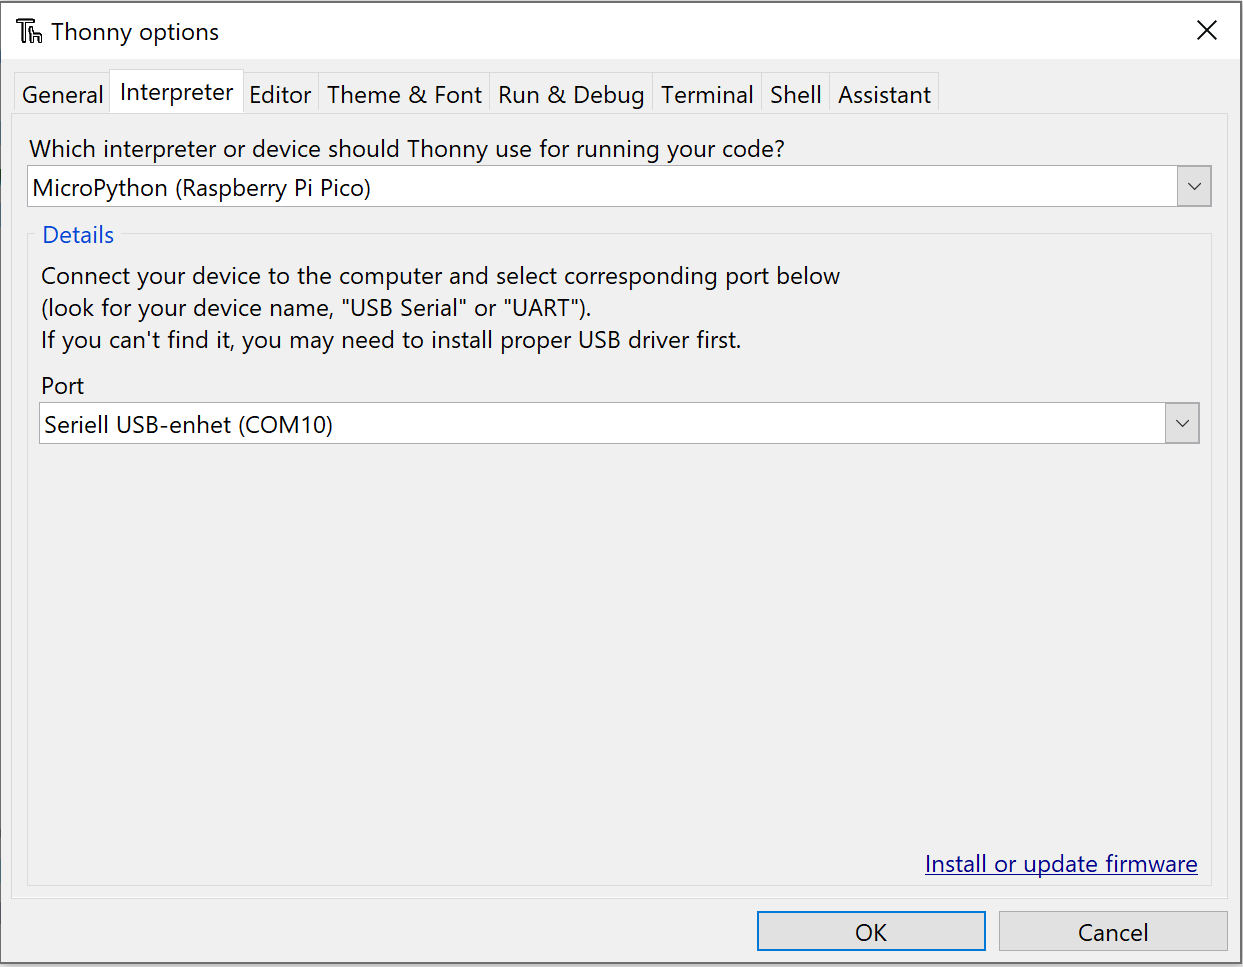 Thonny options
General Interpreter Editor Theme & Font Run & Debug Terminal Shell Assistant
Which interpreter or device should Thonny use for running your code?
MicroPython (Raspberry Pi Pico)
Details
Connect your device to the computer and select corresponding port below
(look for your device name, "USB Serial" or "UART").
If you can't find it, you may need to install proper USB driver first.
Port
Seriell USB-enhet (COM10)
Install or update firmware
OK Cancel